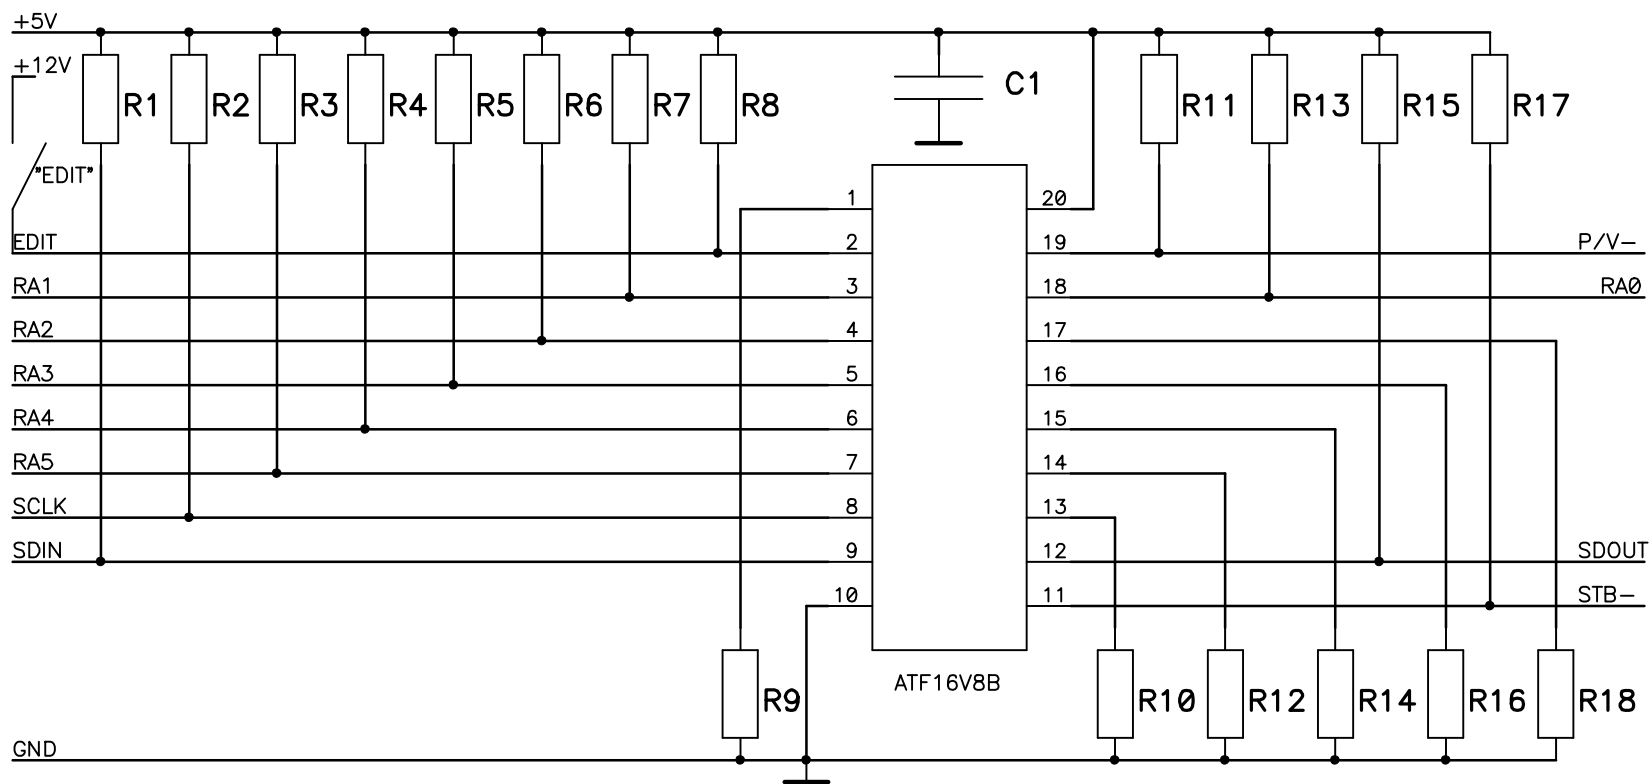 +5V
+12V
R1 R2 R3 R4 R5 R6 R7 R8 C1 R11 R13 R15 R17
"EDIT"
1 20
EDIT 2 19 P/V-
RA1 3 18 RA0
RA2 4 17
RA3 5 16
RA4 6 15
RA5 7 14
SCLK 8 13
SDIN 9 12 SDOUT
10 11 STB-
ATF16V8B
R9 R10 R12 R14 R16 R18
GND